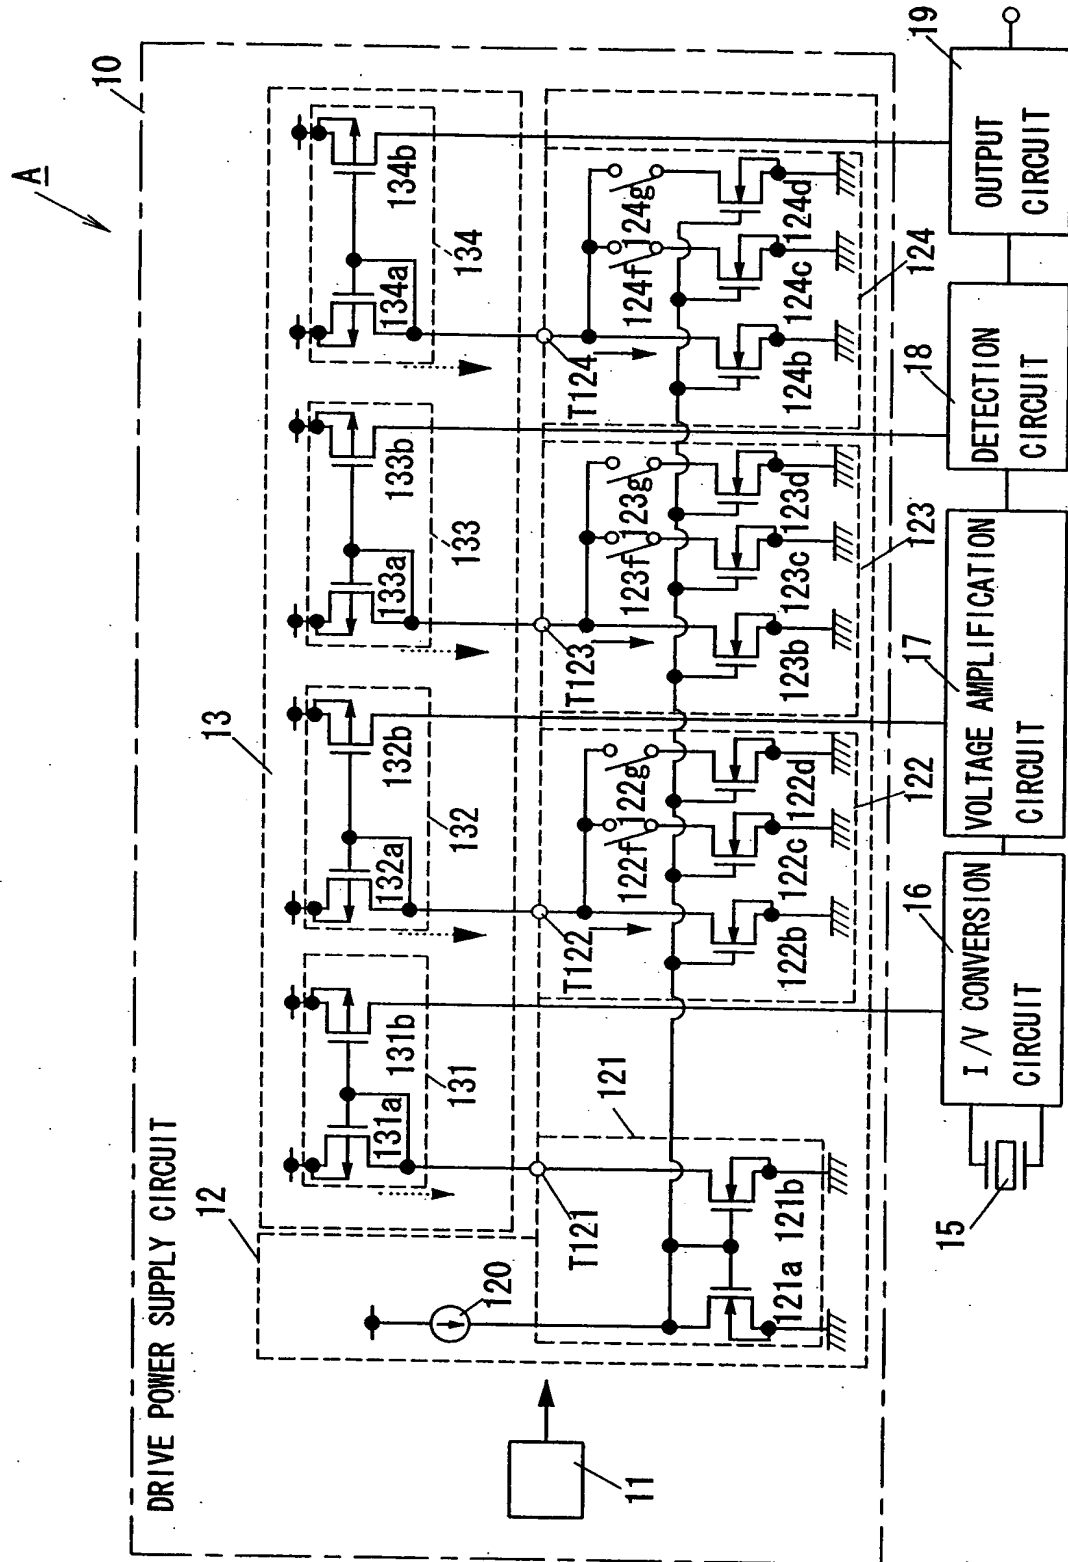 A
10
DRIVE POWER SUPPLY CIRCUIT
12
13
120
131a
131b
131
132a
132b
132
133a
133b
133
134a
134b
134
T121
T122
T123
T124
11
121
121a
121b
122f
122g
122b
122c
122d
122
123f
123g
123b
123c
123d
123
124f
124g
124b
124c
124d
124
15
16
I/V CONVERSION
CIRCUIT
17
VOLTAGE AMPLIFICATION
CIRCUIT
18
DETECTION
CIRCUIT
19
OUTPUT
CIRCUIT